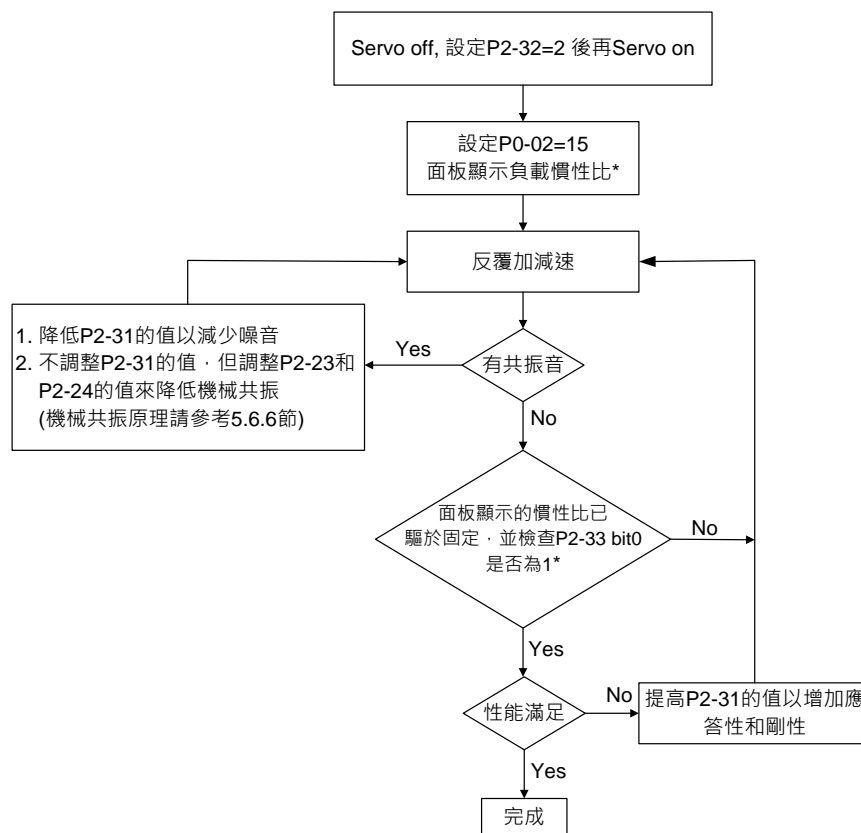 Servo off, 設定P2-32=2 後再Servo on
設定P0-02=15
面板顯示負載慣性比*
反覆加減速
1. 降低P2-31的值以減少噪音
2. 不調整P2-31的值，但調整P2-23和
P2-24的值來降低機械共振
(機械共振原理請參考5.6.6節)
Yes
有共振音
No
面板顯示的慣性比已
驅於固定，並檢查P2-33 bit0
是否為1*
No
Yes
性能滿足
No
提高P2-31的值以增加應
答性和剛性
Yes
完成